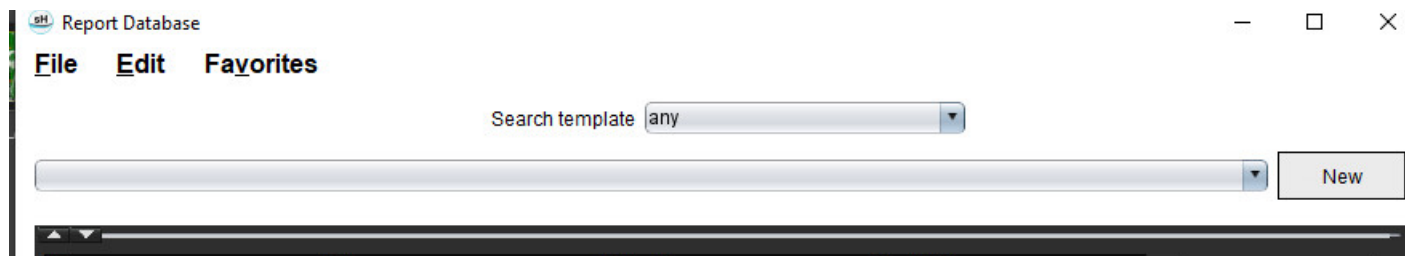 sH Report Database
File Edit Favorites
Search template any
New